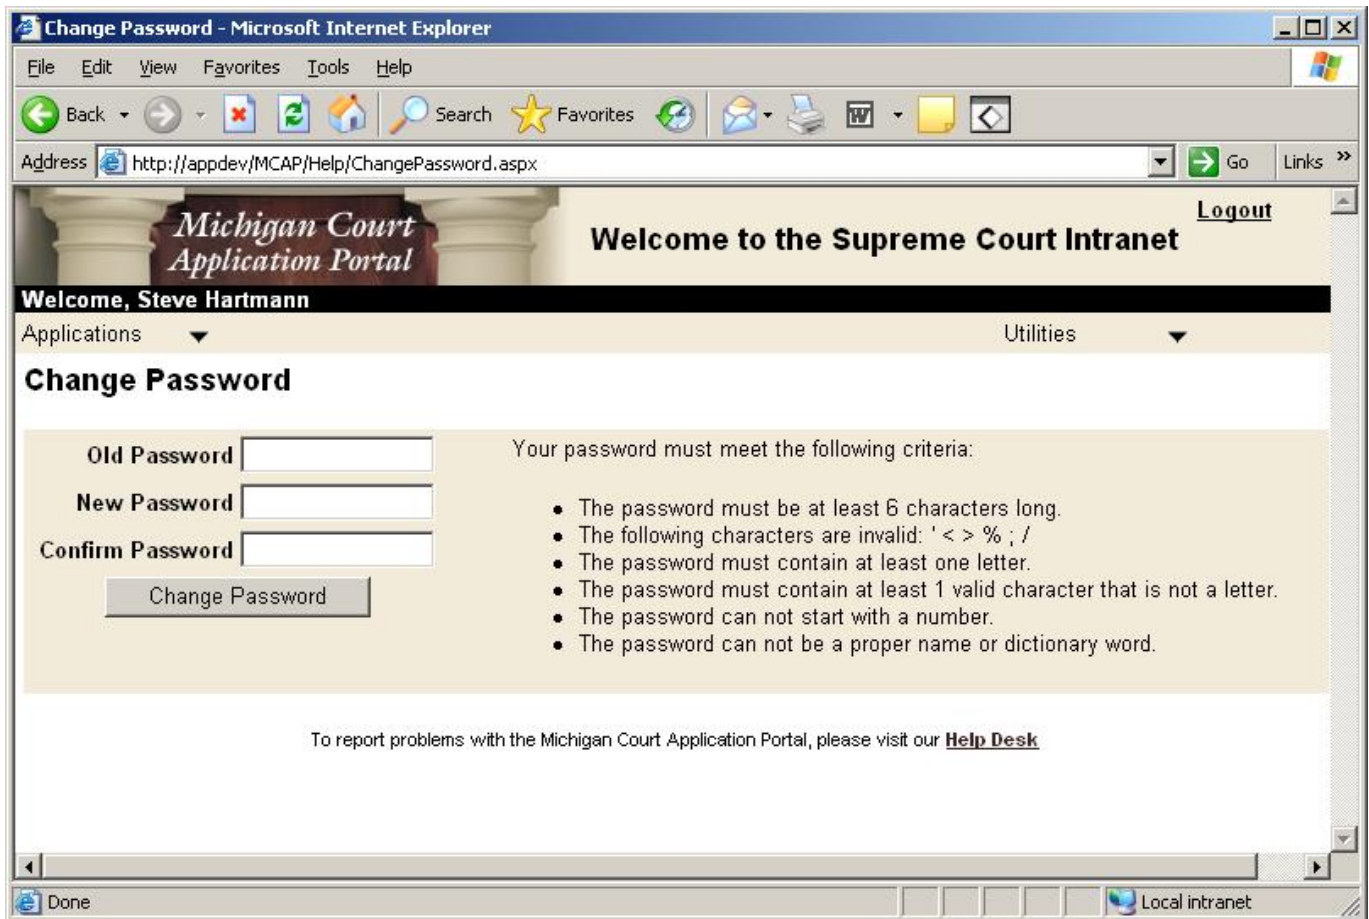 Change Password - Microsoft Internet Explorer
File Edit View Favorites Tools Help
Back Search Favorites
Address http://appdev/MCAP/Help/ChangePassword.aspx Go Links »
Michigan Court
Application Portal
Logout
Welcome to the Supreme Court Intranet
Welcome, Steve Hartmann
Applications Utilities
Change Password
Old Password
New Password
Confirm Password
Change Password
Your password must meet the following criteria:
• The password must be at least 6 characters long.
• The following characters are invalid: ' < > % ; /
• The password must contain at least one letter.
• The password must contain at least 1 valid character that is not a letter.
• The password can not start with a number.
• The password can not be a proper name or dictionary word.
To report problems with the Michigan Court Application Portal, please visit our Help Desk
Done Local intranet